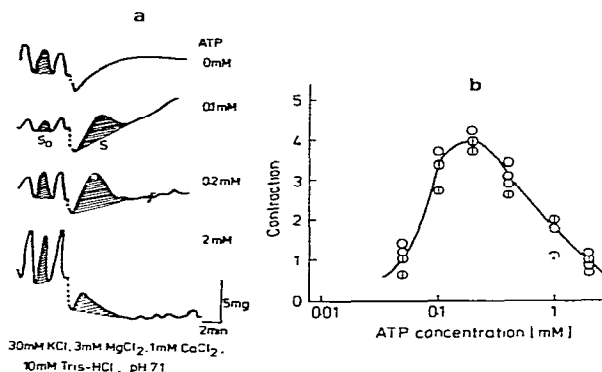 a
ATP
0mM
0.1mM
S₀
S
0.2mM
2mM
5mg
2min
30mM KCl, 3mM MgCl₂, 1mM CaCl₂,
10mM Tris-HCl, pH 7.1
b
5
4
3
2
1
0
Contraction
0.01
0.1
1
ATP concentration [mM]